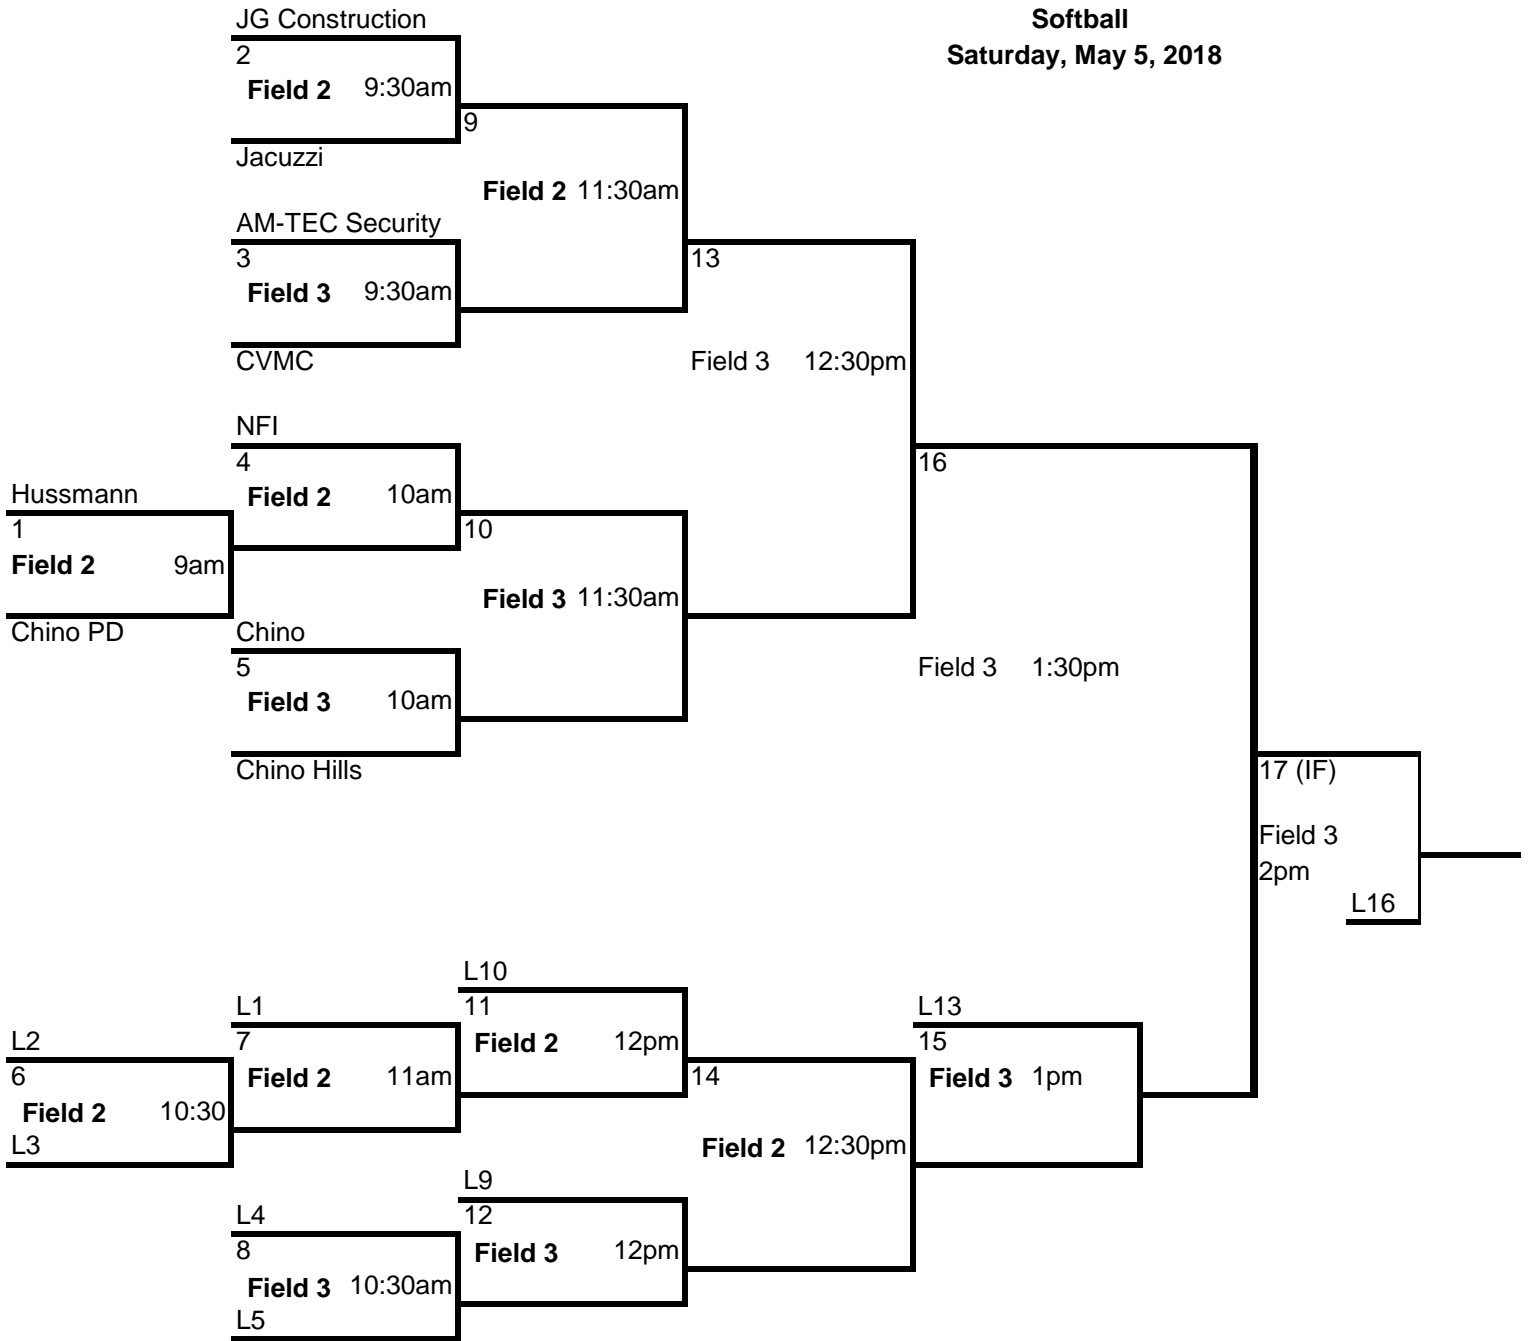 JG Construction
Softball
Saturday, May 5, 2018
2
Field 2 9:30am
9
Jacuzzi
Field 2 11:30am
AM-TEC Security
3
13
Field 3 9:30am
CVMC
Field 3 12:30pm
NFI
4
16
Hussmann
Field 2 10am
1
10
Field 2 9am
Field 3 11:30am
Chino PD
Chino
5
Field 3 1:30pm
Field 3 10am
Chino Hills
17 (IF)
Field 3
2pm
L16
L10
L1
11
L13
L2
7
Field 2 12pm
15
6
Field 2 11am
14
Field 3 1pm
Field 2 10:30
L3
Field 2 12:30pm
L9
L4
12
8
Field 3 12pm
Field 3 10:30am
L5